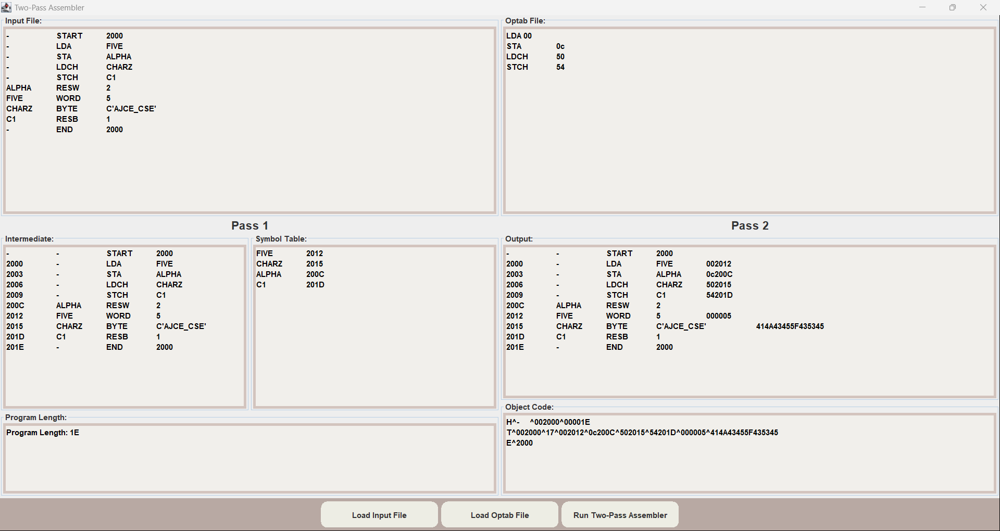 Two-Pass Assembler
Input File:
- START 2000
- LDA FIVE
- STA ALPHA
- LDCH CHARZ
- STCH C1
ALPHA RESW 2
FIVE WORD 5
CHARZ BYTE C'AJCE_CSE'
C1 RESB 1
- END 2000
Optab File:
LDA 00
STA 0c
LDCH 50
STCH 54
Pass 1
Intermediate:
- - START 2000
2000 - LDA FIVE
2003 - STA ALPHA
2006 - LDCH CHARZ
2009 - STCH C1
200C ALPHA RESW 2
2012 FIVE WORD 5
2015 CHARZ BYTE C'AJCE_CSE'
201D C1 RESB 1
201E - END 2000
Symbol Table:
FIVE 2012
CHARZ 2015
ALPHA 200C
C1 201D
Program Length:
Program Length: 1E
Pass 2
Output:
- - START 2000
2000 - LDA FIVE 002012
2003 - STA ALPHA 0c200C
2006 - LDCH CHARZ 502015
2009 - STCH C1 54201D
200C ALPHA RESW 2
2012 FIVE WORD 5 000005
2015 CHARZ BYTE C'AJCE_CSE' 414A43455F435345
201D C1 RESB 1
201E - END 2000
Object Code:
H^- ^002000^00001E
T^002000^17^002012^0c200C^502015^54201D^000005^414A43455F435345
E^2000
Load Input File
Load Optab File
Run Two-Pass Assembler